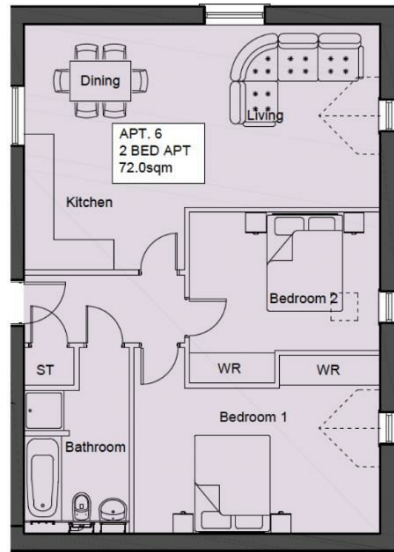 Dining
Living
APT. 6
2 BED APT
72.0sqm
Kitchen
Bedroom 2
ST
WR
WR
Bedroom 1
Bathroom